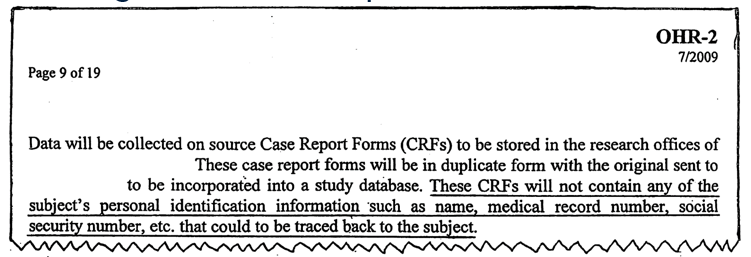 OHR-2
7/2009
Page 9 of 19
Data will be collected on source Case Report Forms (CRFs) to be stored in the research offices of
These case report forms will be in duplicate form with the original sent to
to be incorporated into a study database. These CRFs will not contain any of the
subject's personal identification information such as name, medical record number, social
security number, etc. that could to be traced back to the subject.